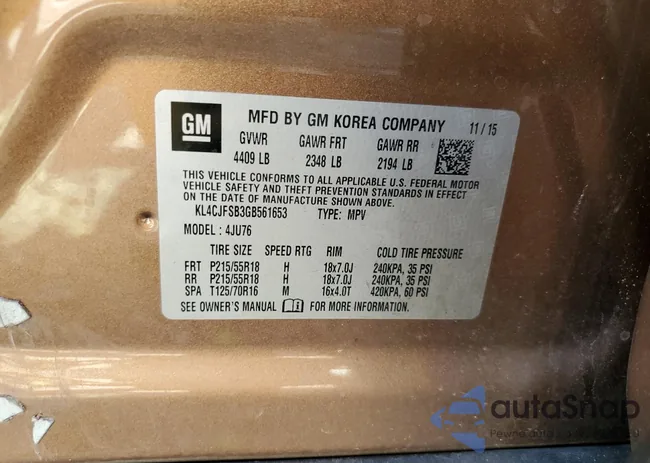 GM
MFD BY GM KOREA COMPANY 11/15
GVWR GAWR FRT GAWR RR
4409 LB 2348 LB 2194 LB
THIS VEHICLE CONFORMS TO ALL APPLICABLE U.S. FEDERAL MOTOR
VEHICLE SAFETY AND THEFT PREVENTION STANDARDS IN EFFECT
ON THE DATE OF MANUFACTURE SHOWN ABOVE.
KL4CJFSB3GB561653 TYPE: MPV
MODEL: 4JU76
TIRE SIZE SPEED RTG RIM COLD TIRE PRESSURE
FRT P215/55R18 H 18x7.0J 240KPA, 35 PSI
RR P215/55R18 H 18x7.0J 240KPA, 35 PSI
SPA T125/70R16 M 16x4.0T 420KPA, 60 PSI
SEE OWNER'S MANUAL FOR MORE INFORMATION.
autaSnap
Pewne auta